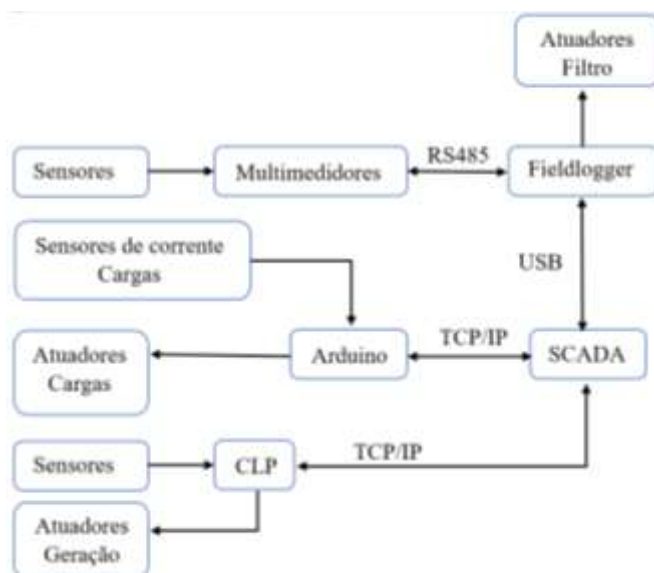 Atuadores
Filtro
RS485
Sensores
Multimedidores
Fieldlogger
Sensores de corrente
Cargas
USB
TCP/IP
Atuadores
Cargas
Arduino
SCADA
TCP/IP
Sensores
CLP
Atuadores
Geração